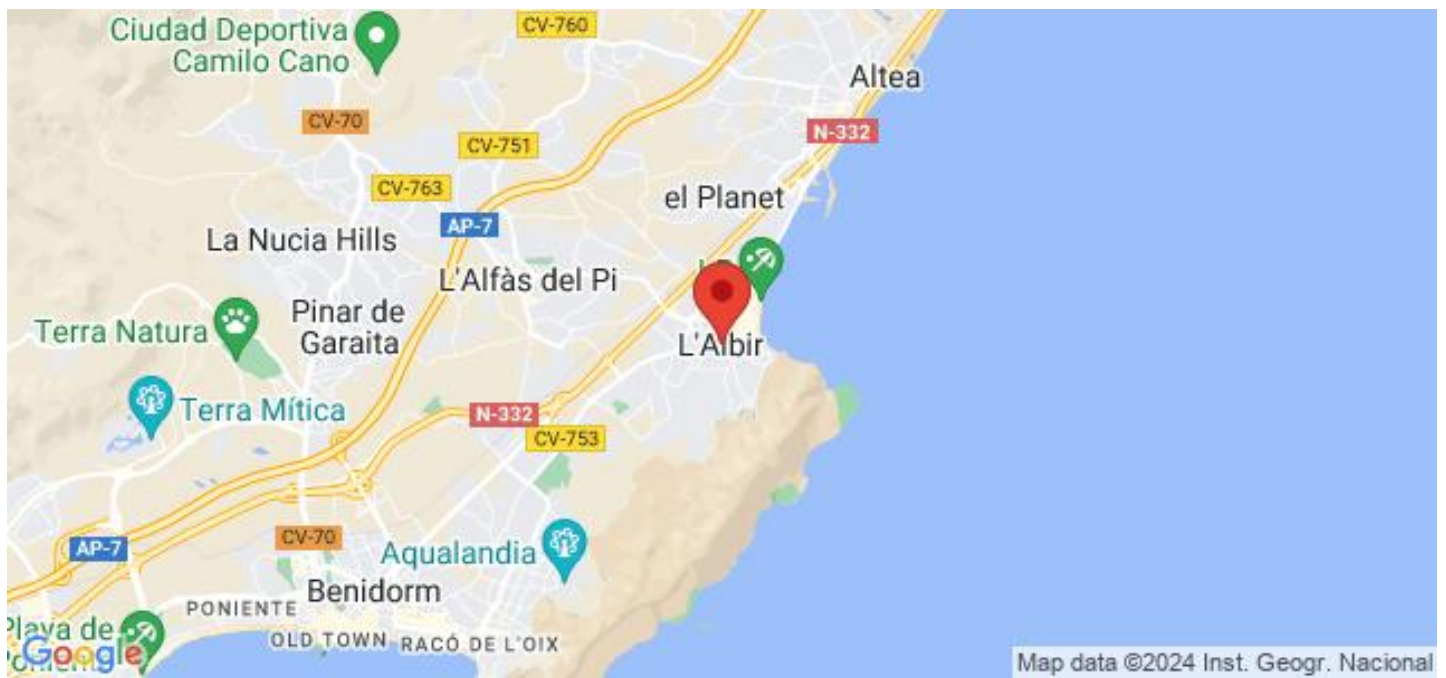 Ciudad Deportiva
Camilo Cano
CV-760
Altea
CV-70
N-332
CV-751
CV-763
el Planet
AP-7
La Nucia Hills
L'Alfàs del Pi
Terra Natura
Pinar de
Garaita
L'Albir
Terra Mítica
N-332
CV-753
AP-7
CV-70
Aqualandia
Benidorm
PONIENTE
OLD TOWN
RACÓ DE L'OIX
Playa de
Google
Map data ©2024 Inst. Geogr. Nacional